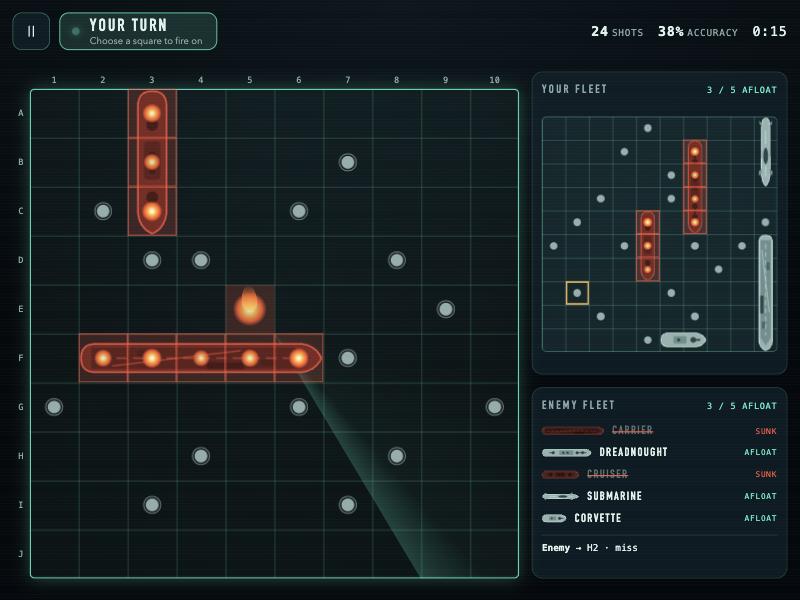 YOUR TURN
Choose a square to fire on
24 SHOTS 38% ACCURACY 0:15
1 2 3 4 5 6 7 8 9 10
A
B
C
D
E
F
G
H
I
J
YOUR FLEET 3 / 5 AFLOAT
ENEMY FLEET 3 / 5 AFLOAT
CARRIER SUNK
DREADNOUGHT AFLOAT
CRUISER SUNK
SUBMARINE AFLOAT
CORVETTE AFLOAT
Enemy → H2 · miss